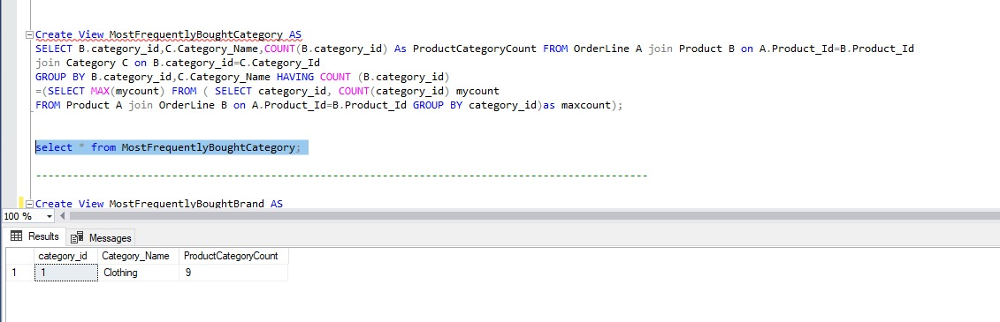 Create View MostFrequentlyBoughtCategory AS
SELECT B.category_id,C.Category_Name,COUNT(B.category_id) As ProductCategoryCount FROM OrderLine A join Product B on A.Product_Id=B.Product_Id
join Category C on B.category_id=C.Category_Id
GROUP BY B.category_id,C.Category_Name HAVING COUNT (B.category_id)
=(SELECT MAX(mycount) FROM ( SELECT category_id, COUNT(category_id) mycount
FROM Product A join OrderLine B on A.Product_Id=B.Product_Id GROUP BY category_id)as maxcount);
select * from MostFrequentlyBoughtCategory;
----------------------------------------------------------------------------------------------------
Create View MostFrequentlyBoughtBrand AS
100 %
Results Messages
category_id Category_Name ProductCategoryCount
1 1 Clothing 9